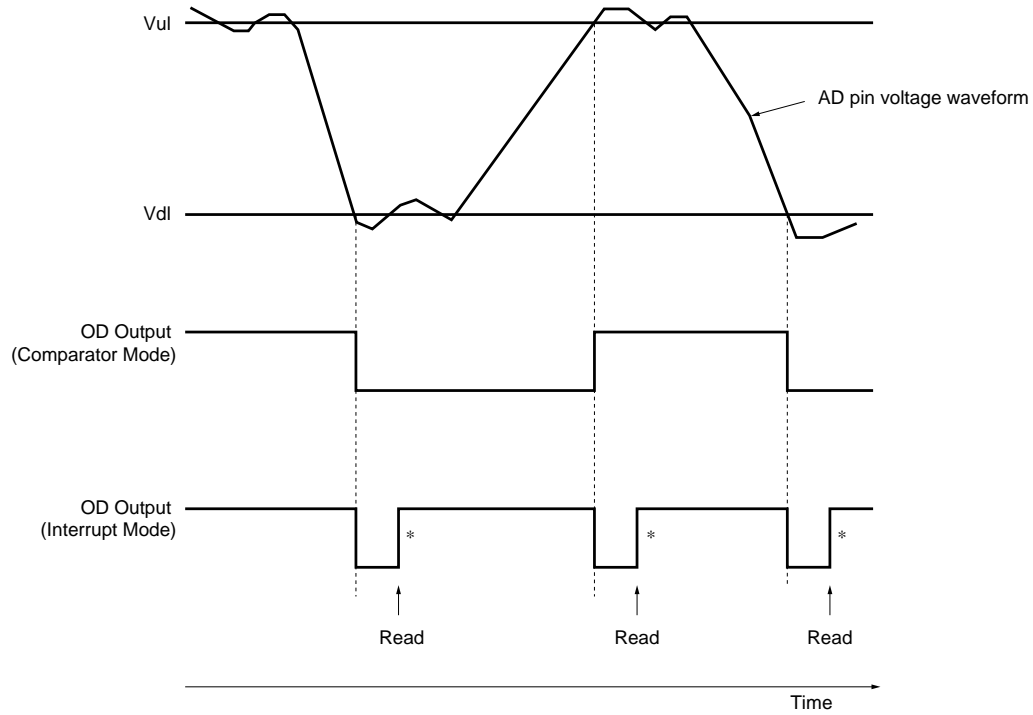 Vul
AD pin voltage waveform
Vdl
OD Output
(Comparator Mode)
OD Output
(Interrupt Mode)
* * *
Read Read Read
Time